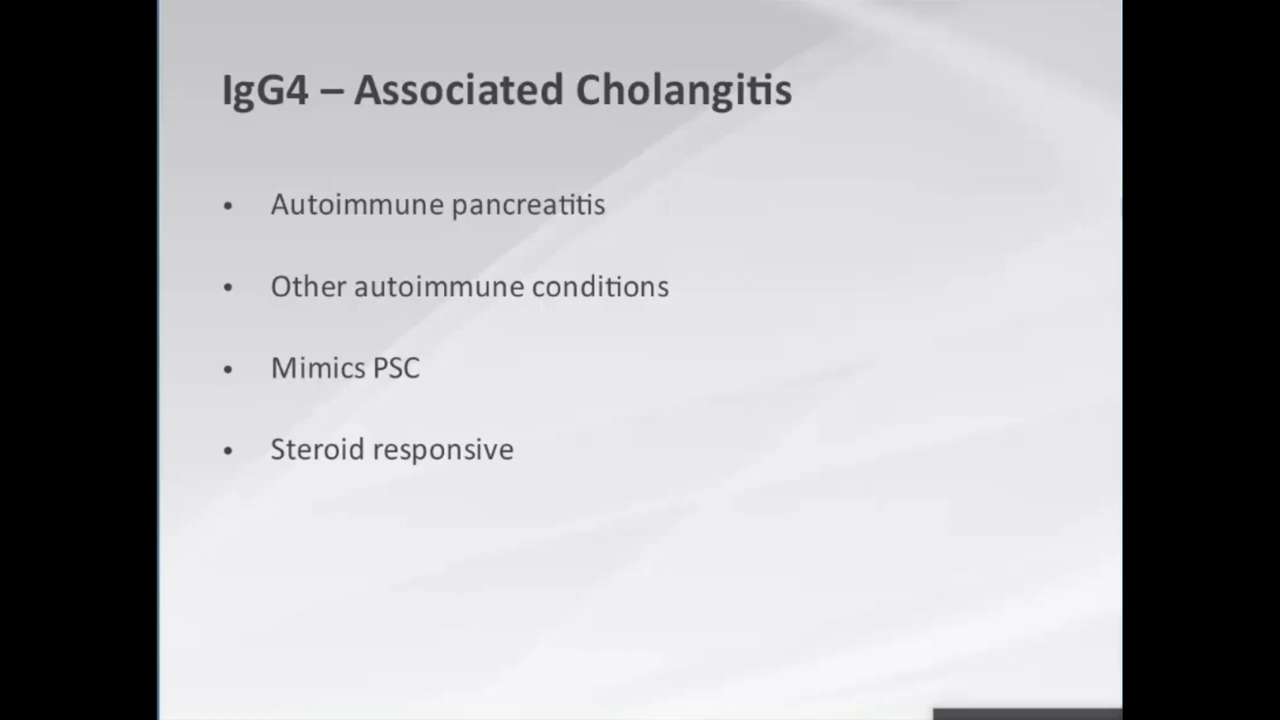 IgG4 – Associated Cholangitis
• Autoimmune pancreatitis
• Other autoimmune conditions
• Mimics PSC
• Steroid responsive